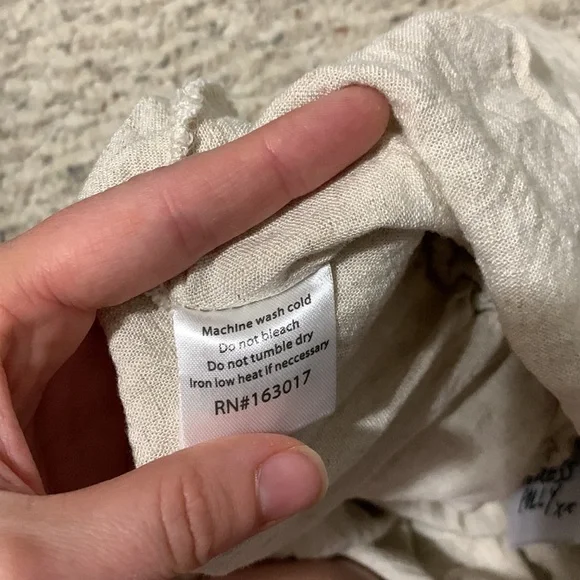 Machine wash cold
Do not bleach
Do not tumble dry
Iron low heat if neccessary
RN#163017